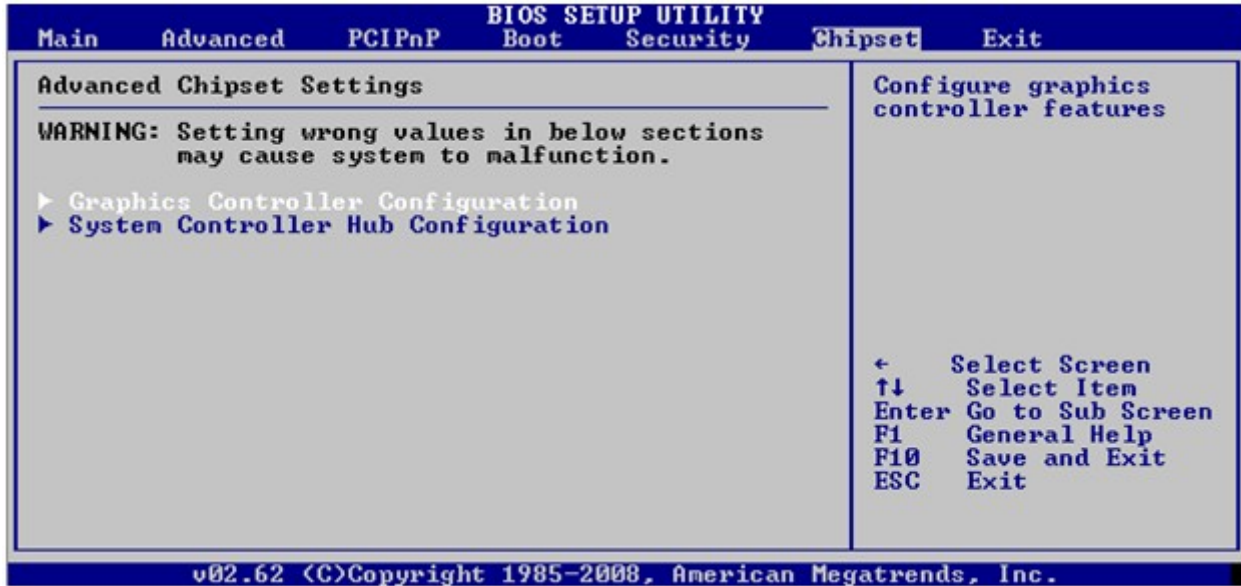 BIOS SETUP UTILITY
Main Advanced PCIPnP Boot Security Chipset Exit
Advanced Chipset Settings
WARNING: Setting wrong values in below sections
may cause system to malfunction.
► Graphics Controller Configuration
► System Controller Hub Configuration
Configure graphics
controller features
← Select Screen
↑↓ Select Item
Enter Go to Sub Screen
F1 General Help
F10 Save and Exit
ESC Exit
v02.62 (C)Copyright 1985-2008, American Megatrends, Inc.